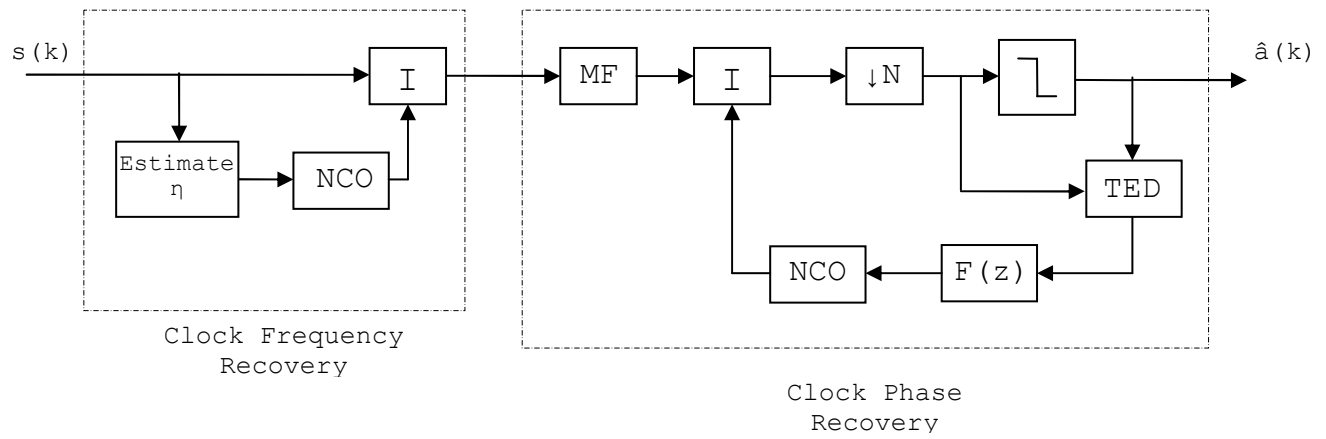 s(k)
I
MF
I
↓N
â(k)
Estimate
η
NCO
TED
NCO
F(z)
Clock Frequency
Recovery
Clock Phase
Recovery